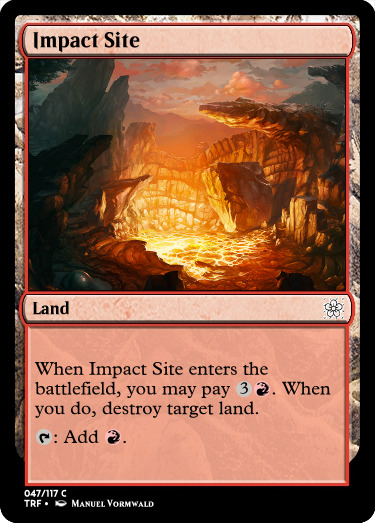 Impact Site
Land
When Impact Site enters the
battlefield, you may pay 3. When
you do, destroy target land.
: Add .
047/117 C
TRF • Manuel Vormwald